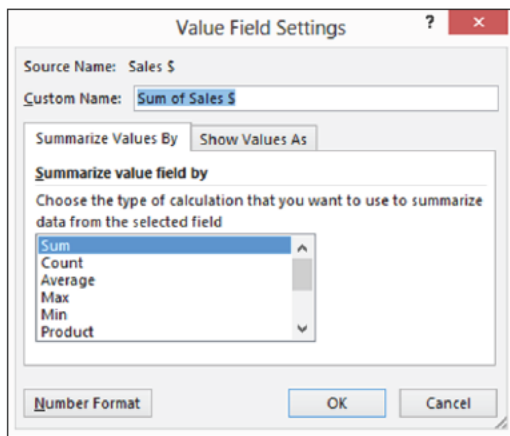 Value Field Settings
?
×
Source Name: Sales $
Custom Name: Sum of Sales $
Summarize Values By Show Values As
Summarize value field by
Choose the type of calculation that you want to use to summarize
data from the selected field
Sum
Count
Average
Max
Min
Product
Number Format OK Cancel